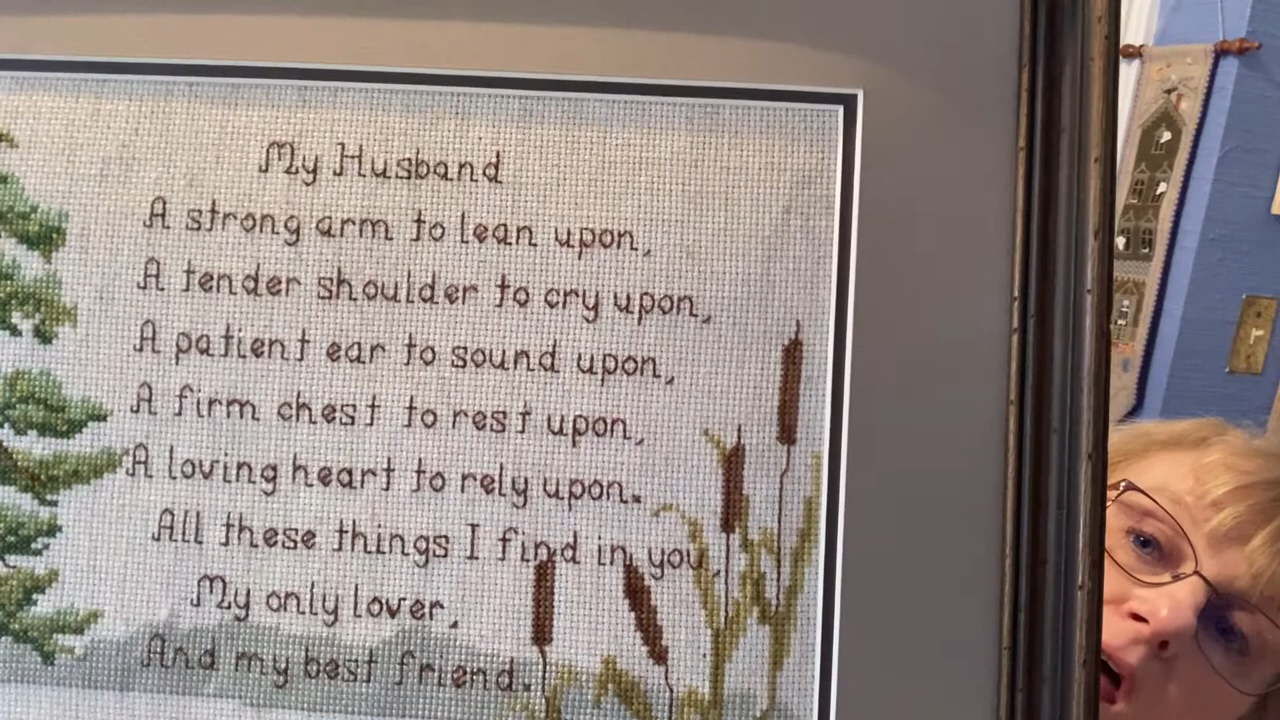 My Husband
A strong arm to lean upon,
A tender shoulder to cry upon,
A patient ear to sound upon,
A firm chest to rest upon,
A loving heart to rely upon.
All these things I find in you,
My only lover,
And my best friend.